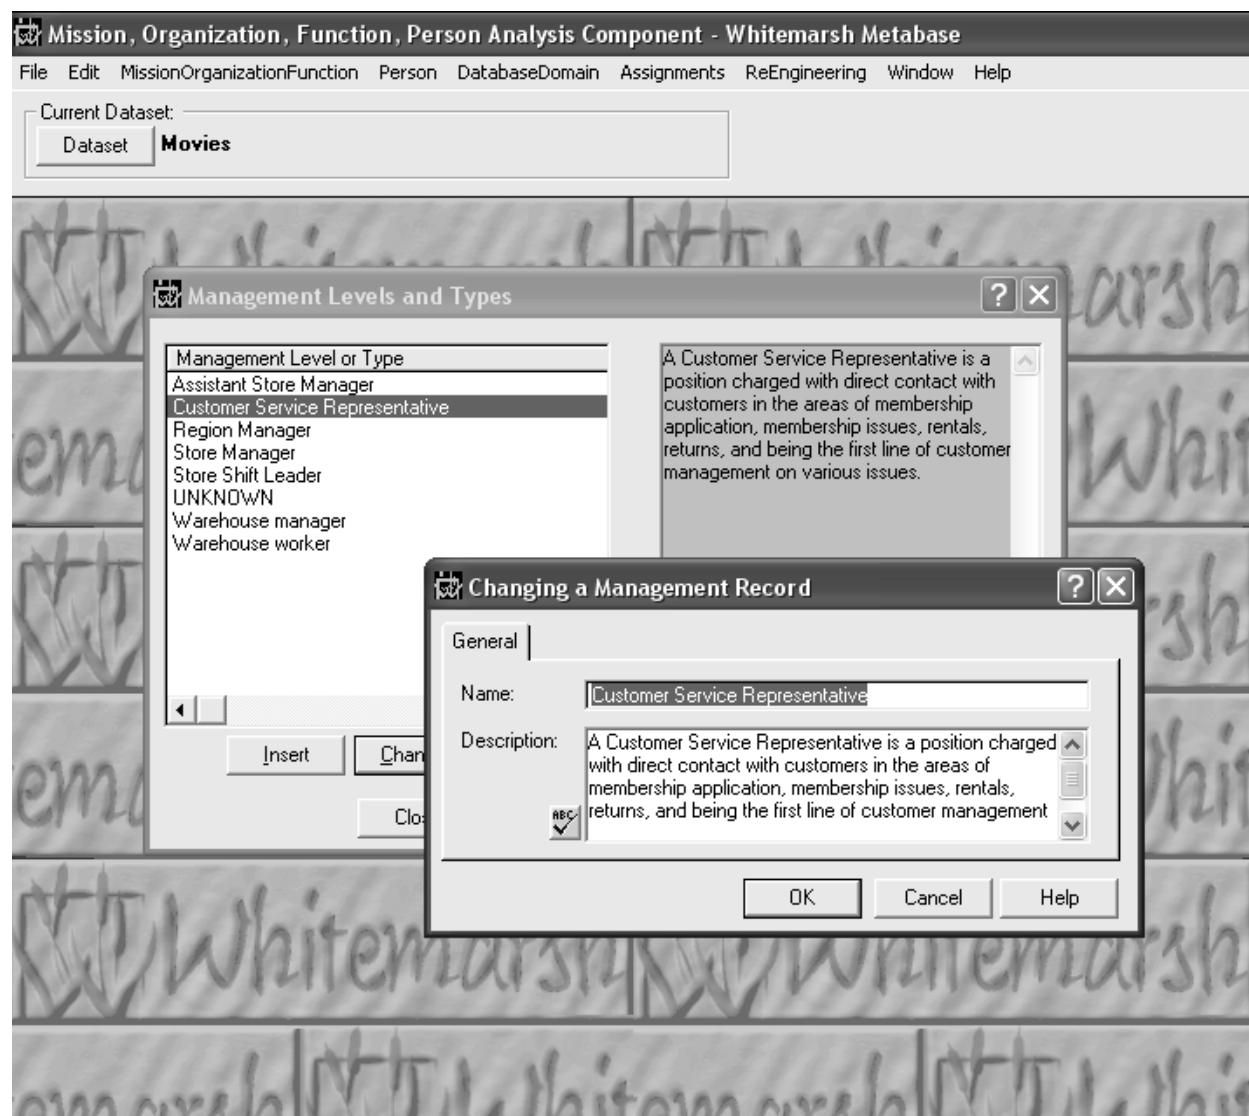 Mission, Organization, Function, Person Analysis Component - Whitemarsh Metabase
File Edit MissionOrganizationFunction Person DatabaseDomain Assignments ReEngineering Window Help
Current Dataset:
Dataset Movies
Management Levels and Types
Management Level or Type
Assistant Store Manager
Customer Service Representative
Region Manager
Store Manager
Store Shift Leader
UNKNOWN
Warehouse manager
Warehouse worker
A Customer Service Representative is a
position charged with direct contact with
customers in the areas of membership
application, membership issues, rentals,
returns, and being the first line of customer
management on various issues.
Insert
Chan
Clo
Changing a Management Record
General
Name: Customer Service Representative
Description: A Customer Service Representative is a position charged
with direct contact with customers in the areas of
membership application, membership issues, rentals,
returns, and being the first line of customer management
ABC
OK Cancel Help
Whitemarsh